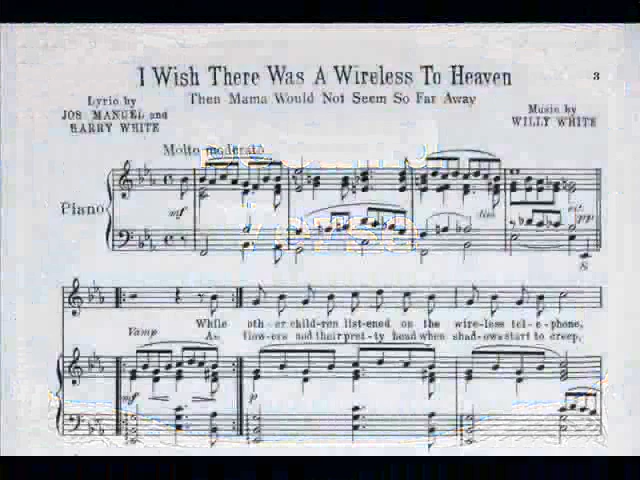 I Wish There Was A Wireless To Heaven
3
Then Mama Would Not Seem So Far Away
Lyric by
JOS. MANUEL and
HARRY WHITE
Music by
WILLY WHITE
Molto moderato
Piano
mf
pp
verse
Vamp
While oth-er chil-dren list-ened on the wire-less tel-e-phone,
As flow-ers nod their pret-ty head when shad-ows start to creep,
mf
p